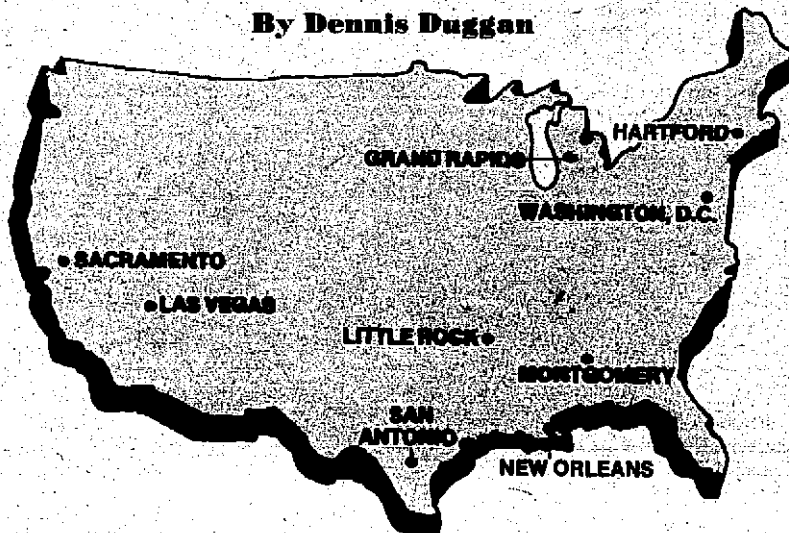 By Dennis Duggan
HARTFORD
GRAND RAPIDS
WASHINGTON, D.C.
SACRAMENTO
LAS VEGAS
LITTLE ROCK
MONTGOMERY
SAN
ANTONIO
NEW ORLEANS